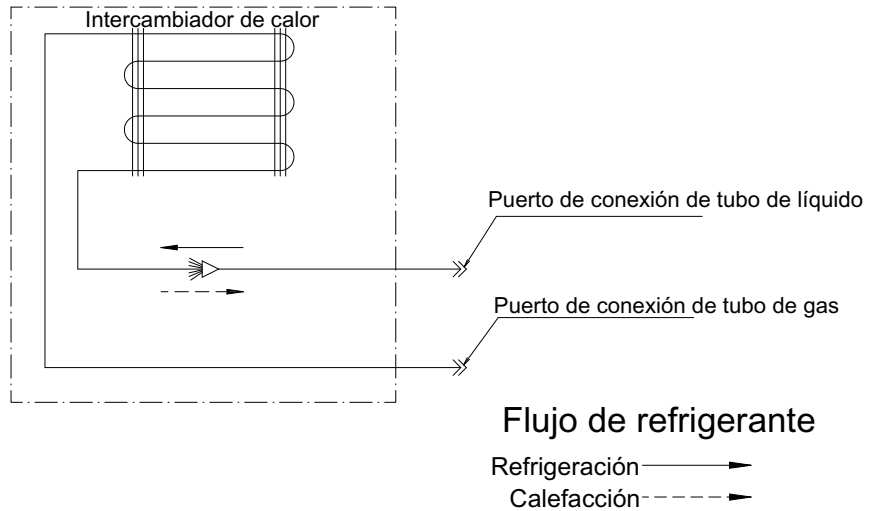 Intercambiador de calor
Puerto de conexión de tubo de líquido
Puerto de conexión de tubo de gas
Flujo de refrigerante
Refrigeración
Calefacción